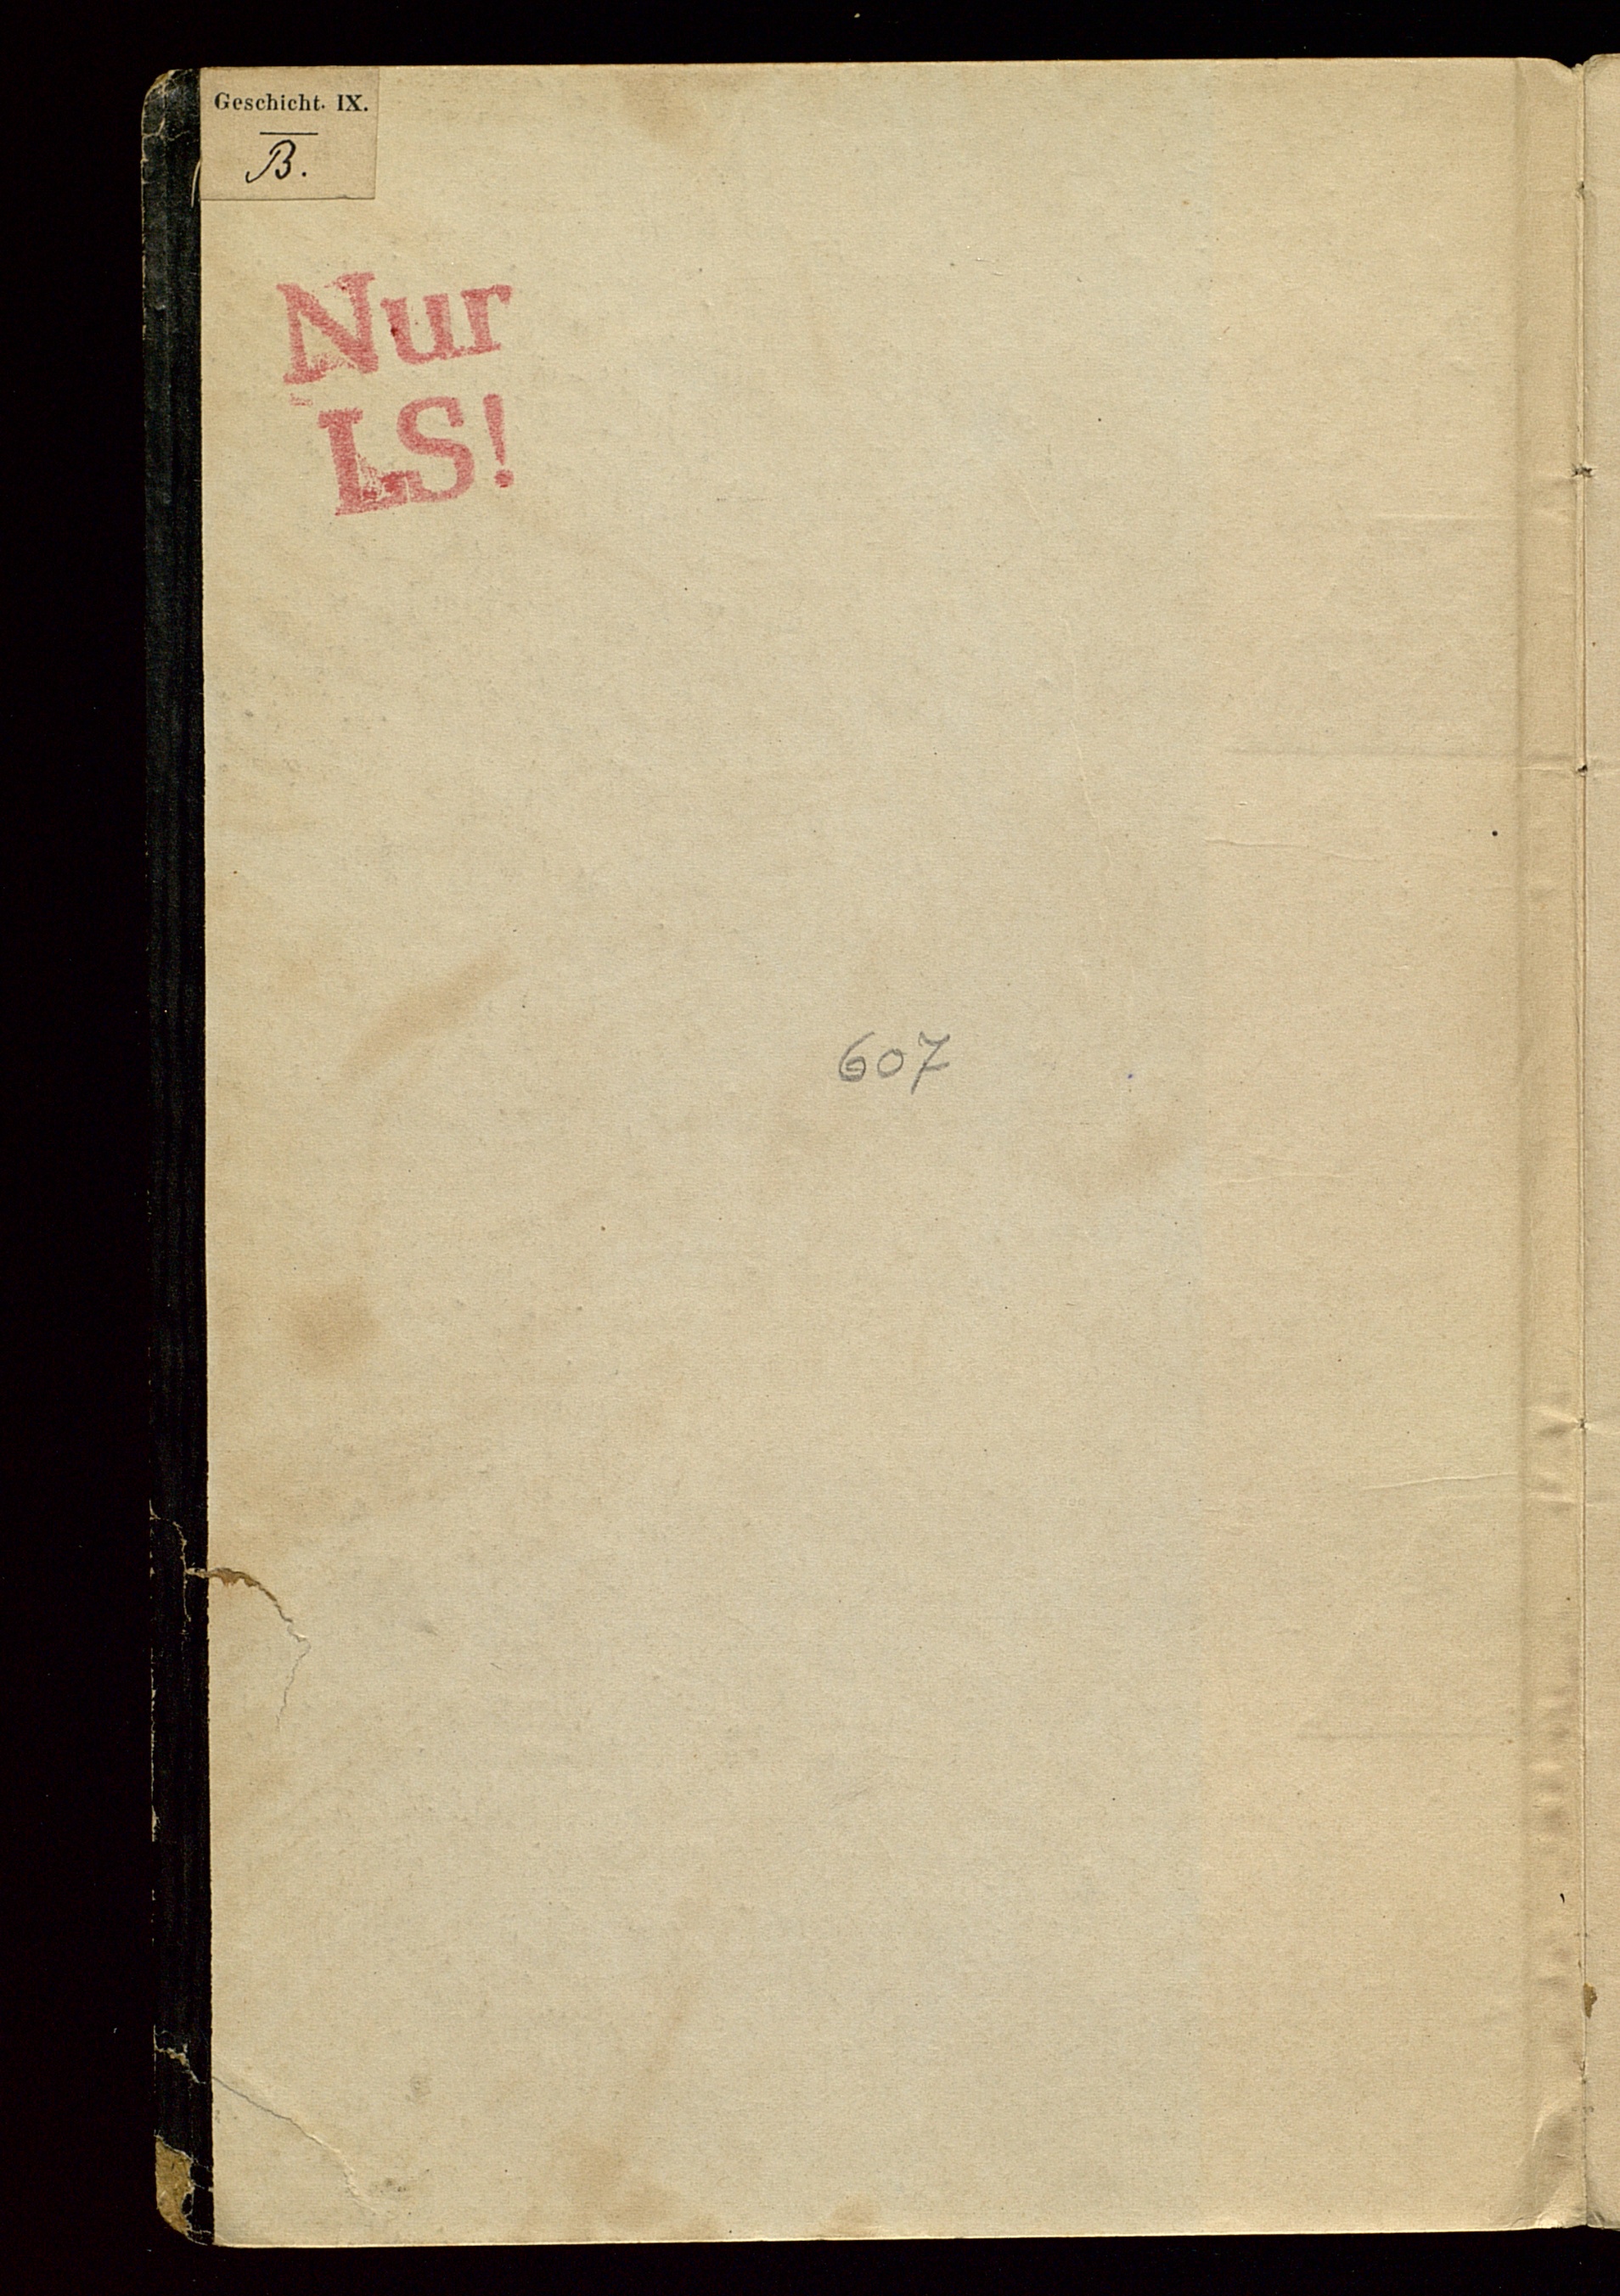 Geschicht. IX.
B.
Nur
LS!
607